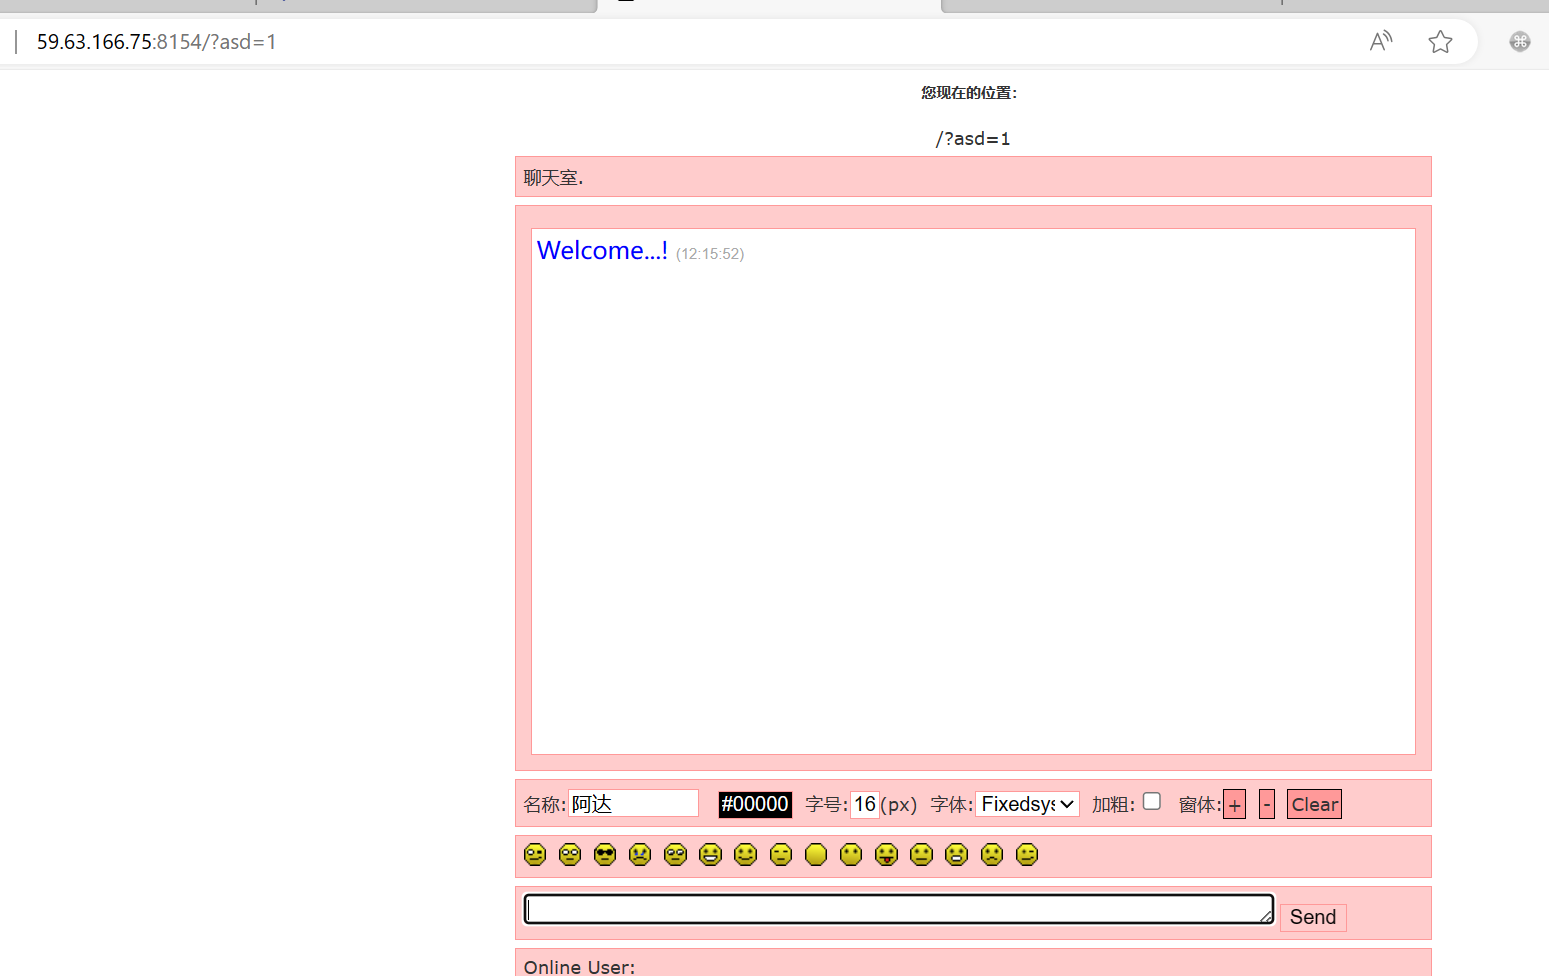 59.63.166.75:8154/?asd=1
您现在的位置：
/?asd=1
聊天室.
Welcome...! (12:15:52)
名称: 阿达 #00000 字号: 16 (px) 字体: Fixedsys 加粗: 窗体: + - Clear
Send
Online User: